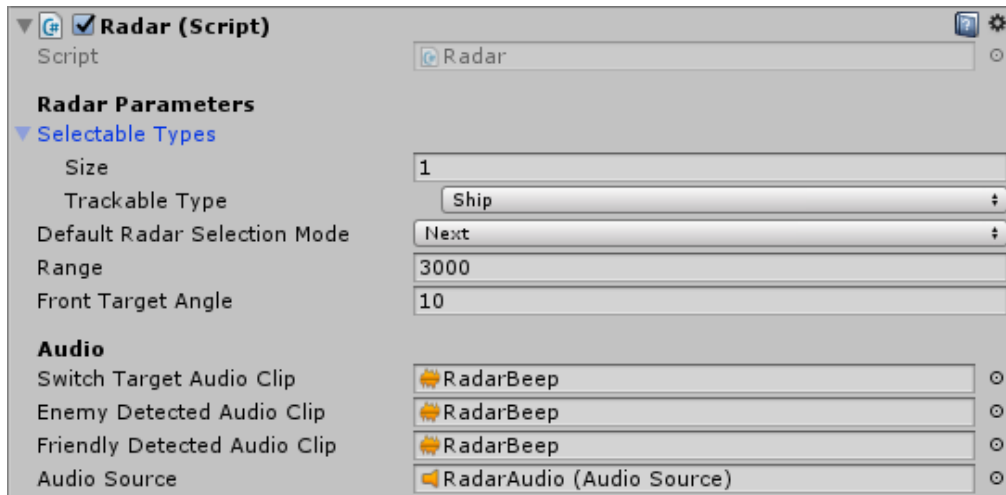 Radar (Script)
Script Radar
Radar Parameters
Selectable Types
Size 1
Trackable Type Ship
Default Radar Selection Mode Next
Range 3000
Front Target Angle 10
Audio
Switch Target Audio Clip RadarBeep
Enemy Detected Audio Clip RadarBeep
Friendly Detected Audio Clip RadarBeep
Audio Source RadarAudio (Audio Source)